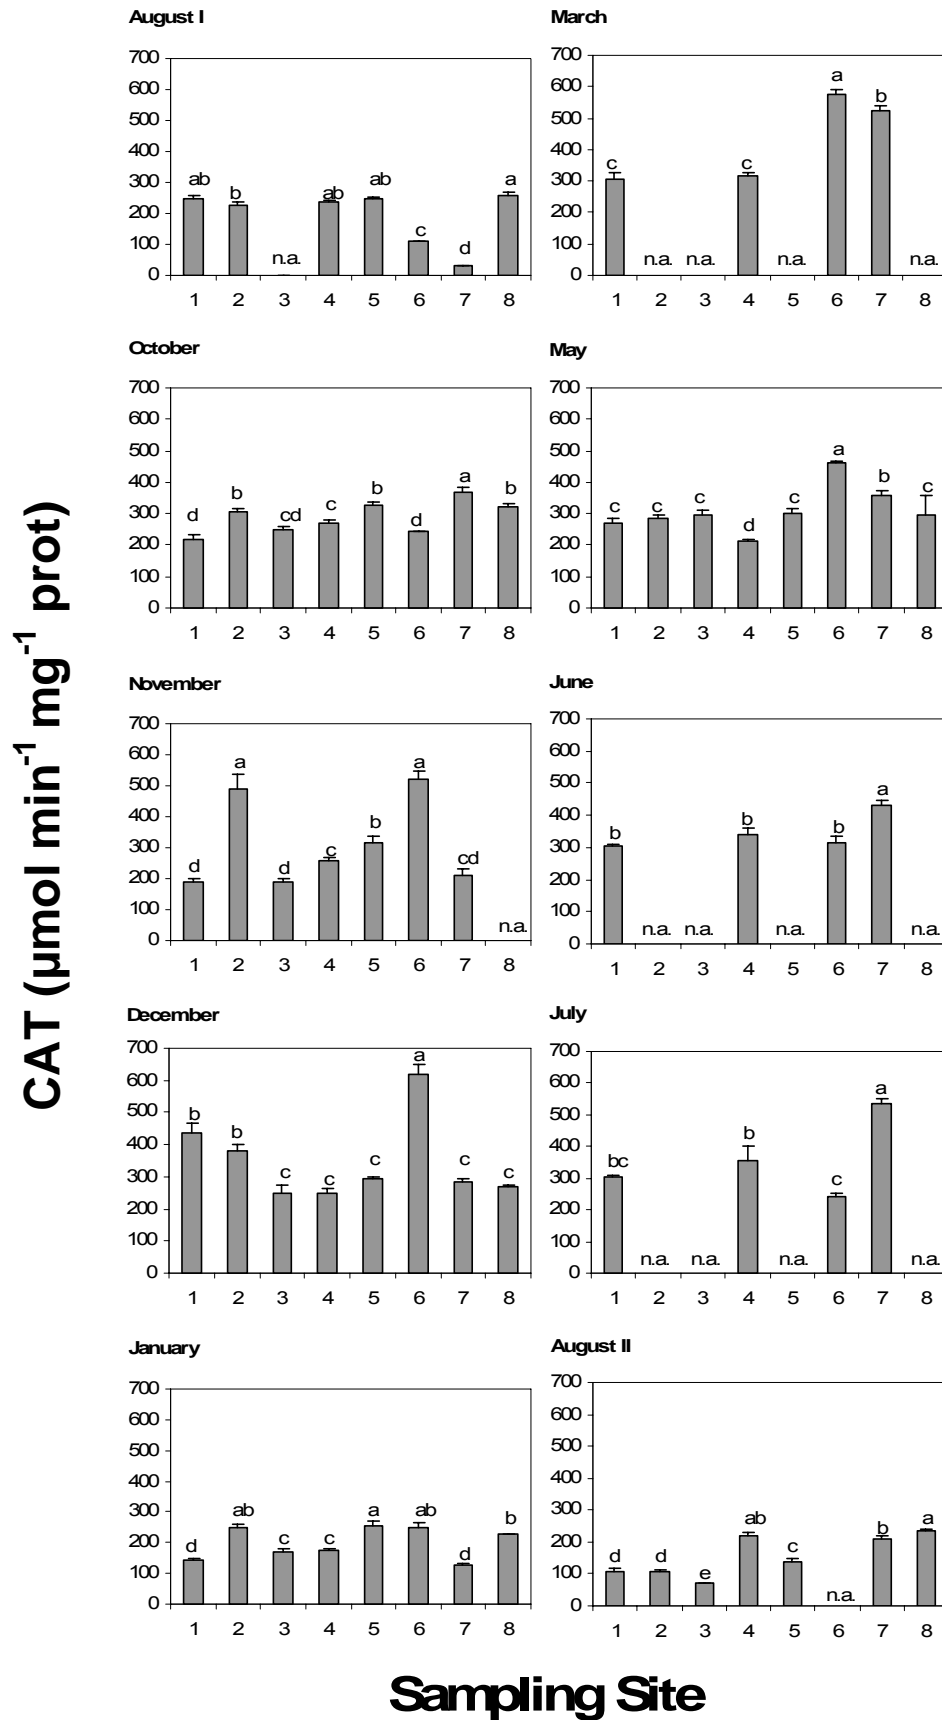 August I
700
600
500
400
300
200
100
0
ab b n.a. ab ab c d a
1 2 3 4 5 6 7 8
March
700
600
500
400
300
200
100
0
c n.a. n.a. c n.a. a b n.a.
1 2 3 4 5 6 7 8
October
700
600
500
400
300
200
100
0
d b cd c b d a b
1 2 3 4 5 6 7 8
May
700
600
500
400
300
200
100
0
c c c d c a b c
1 2 3 4 5 6 7 8
November
700
600
500
400
300
200
100
0
d a d c b a cd n.a.
1 2 3 4 5 6 7 8
June
700
600
500
400
300
200
100
0
b n.a. n.a. b n.a. b a n.a.
1 2 3 4 5 6 7 8
December
700
600
500
400
300
200
100
0
b b c c c a c c
1 2 3 4 5 6 7 8
July
700
600
500
400
300
200
100
0
bc n.a. n.a. b n.a. c a n.a.
1 2 3 4 5 6 7 8
January
700
600
500
400
300
200
100
0
d ab c c a ab d b
1 2 3 4 5 6 7 8
August II
700
600
500
400
300
200
100
0
d d e ab c n.a. b a
1 2 3 4 5 6 7 8
CAT (µmol min⁻¹ mg⁻¹ prot)
Sampling Site